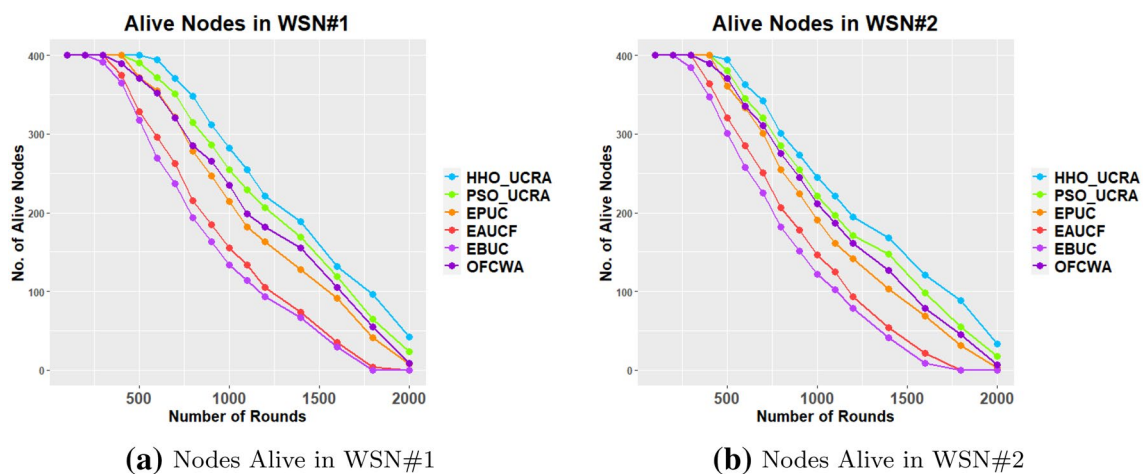 Alive Nodes in WSN#1
No. of Alive Nodes
400
300
200
100
0
500
1000
1500
2000
Number of Rounds
HHO_UCRA
PSO_UCRA
EPUC
EAUCF
EBUC
OFCWA
(a) Nodes Alive in WSN#1
Alive Nodes in WSN#2
No. of Alive Nodes
400
300
200
100
0
500
1000
1500
2000
Number of Rounds
HHO_UCRA
PSO_UCRA
EPUC
EAUCF
EBUC
OFCWA
(b) Nodes Alive in WSN#2